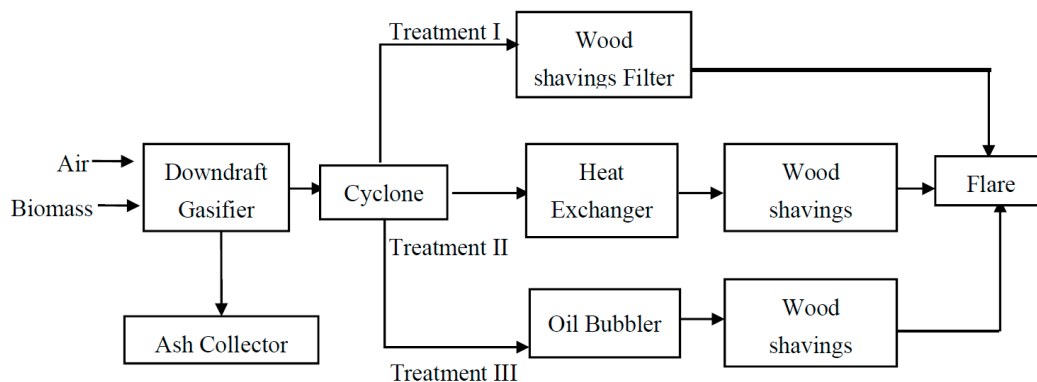 Treatment I
Wood
shavings Filter
Air
Biomass
Downdraft
Gasifier
Cyclone
Heat
Exchanger
Wood
shavings
Flare
Treatment II
Ash Collector
Oil Bubbler
Wood
shavings
Treatment III